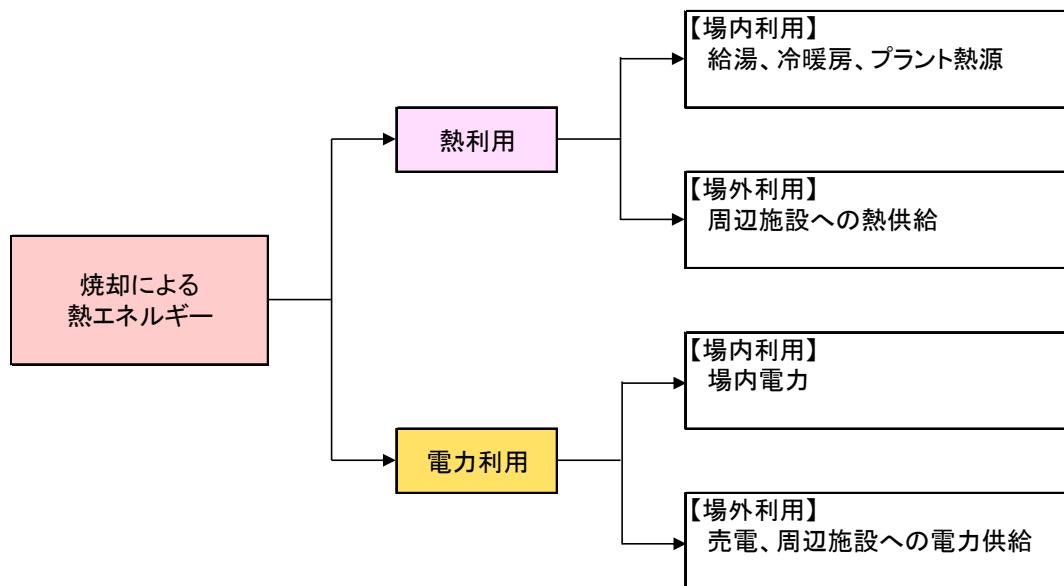 【場内利用】
給湯、冷暖房、プラント熱源
熱利用
【場外利用】
周辺施設への熱供給
焼却による
熱エネルギー
【場内利用】
場内電力
電力利用
【場外利用】
売電、周辺施設への電力供給